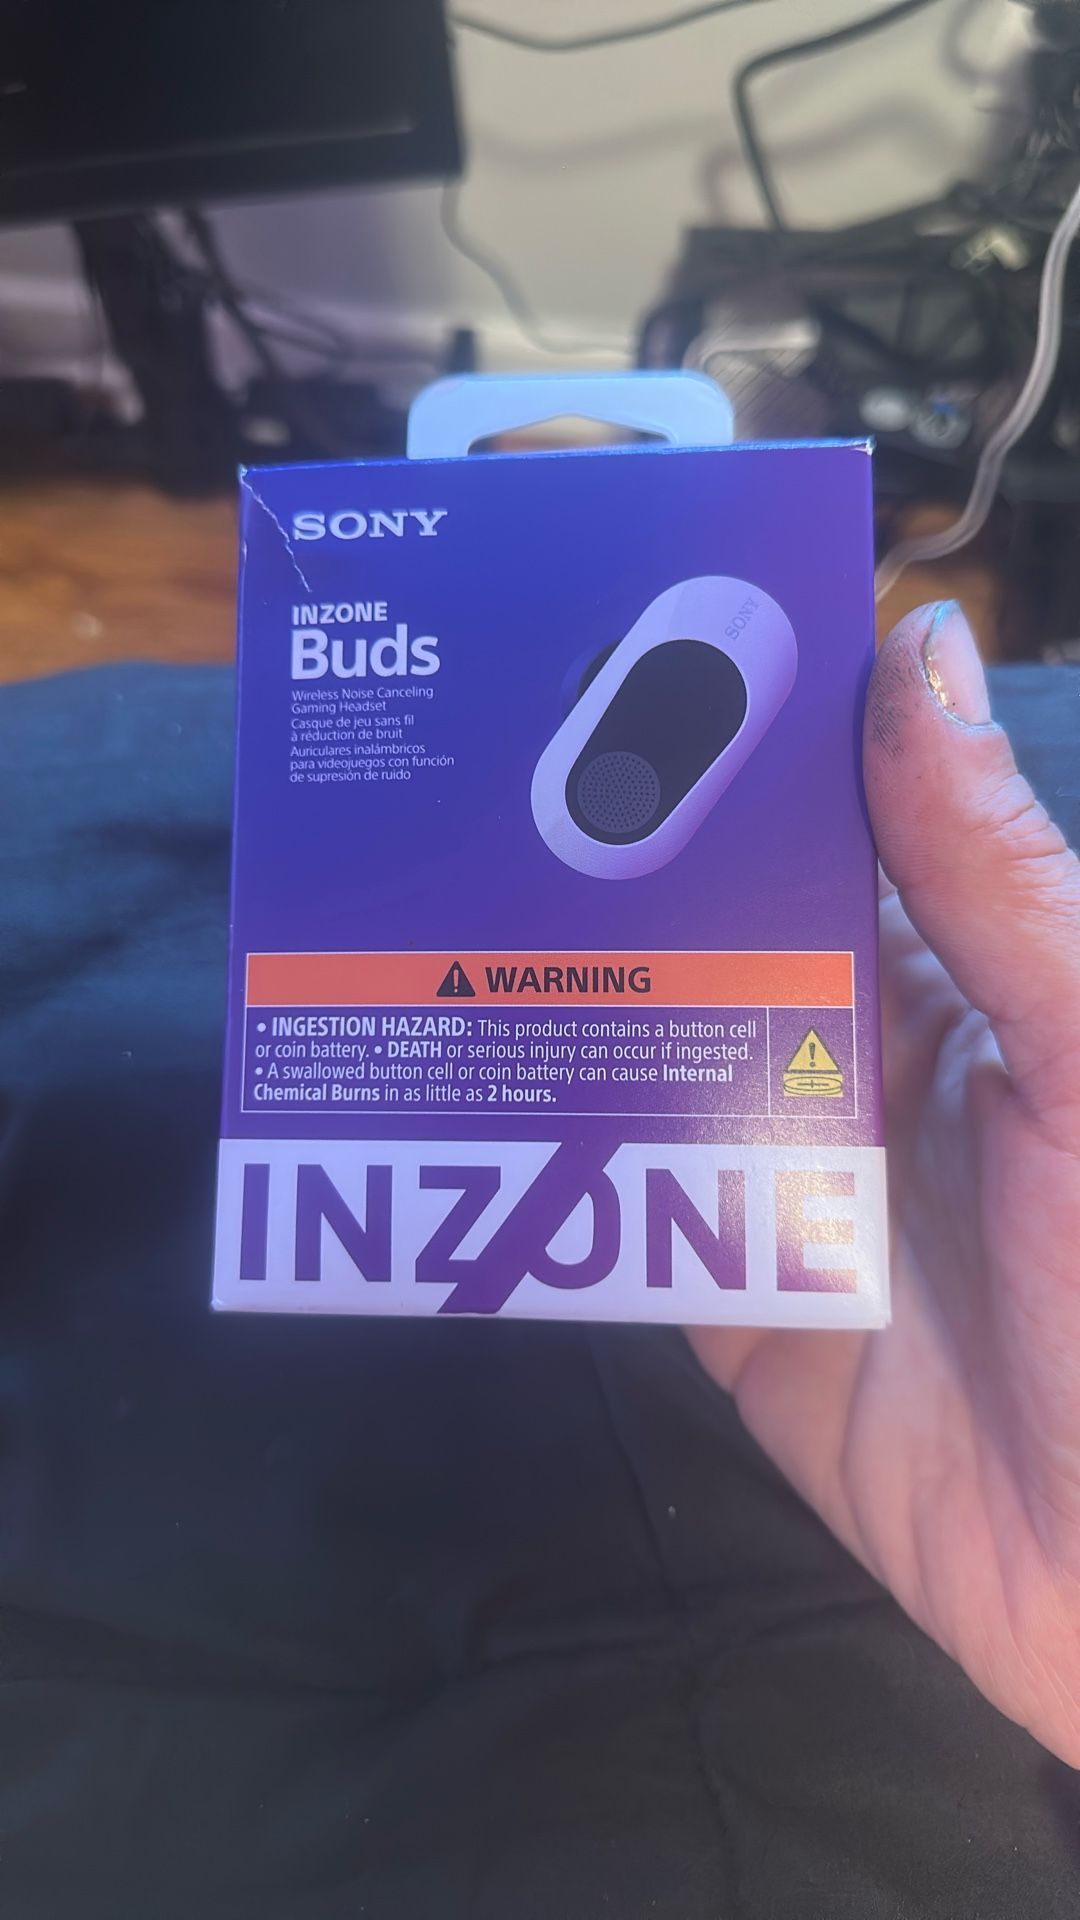 SONY
INZONE
Buds
Wireless Noise Canceling
Gaming Headset
Casque de jeu sans fil
à réduction de bruit
Auriculares inalámbricos
para videojuegos con función
de supresión de ruido
SONY
WARNING
• INGESTION HAZARD: This product contains a button cell
or coin battery. • DEATH or serious injury can occur if ingested.
• A swallowed button cell or coin battery can cause Internal
Chemical Burns in as little as 2 hours.
INZONE